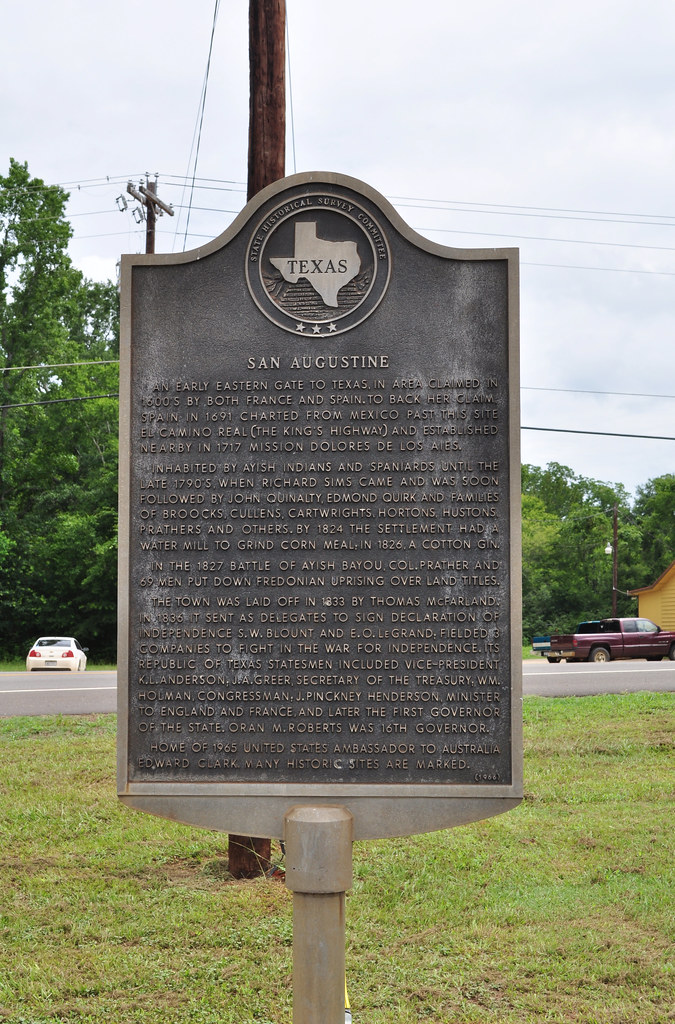 STATE HISTORICAL SURVEY COMMITTEE
TEXAS
SAN AUGUSTINE
AN EARLY EASTERN GATE TO TEXAS, IN AREA CLAIMED IN
1600'S BY BOTH FRANCE AND SPAIN. TO BACK HER CLAIM,
SPAIN, IN 1691 CHARTED FROM MEXICO PAST THIS SITE
EL CAMINO REAL (THE KING'S HIGHWAY) AND ESTABLISHED
NEARBY IN 1717 MISSION DOLORES DE LOS AIES.
INHABITED BY AYISH INDIANS AND SPANIARDS UNTIL THE
LATE 1790'S, WHEN RICHARD SIMS CAME AND WAS SOON
FOLLOWED BY JOHN QUINALTY, EDMOND QUIRK AND FAMILIES
OF BROOCKS, CULLENS, CARTWRIGHTS, HORTONS, HUSTONS,
PRATHERS AND OTHERS. BY 1824 THE SETTLEMENT HAD A
WATER MILL TO GRIND CORN MEAL; IN 1826, A COTTON GIN.
IN THE 1827 BATTLE OF AYISH BAYOU, COL. PRATHER AND
69 MEN PUT DOWN FREDONIAN UPRISING OVER LAND TITLES.
THE TOWN WAS LAID OFF IN 1833 BY THOMAS McFARLAND.
IN 1836 IT SENT AS DELEGATES TO SIGN DECLARATION OF
INDEPENDENCE S. W. BLOUNT AND E. O. LeGRAND; FIELDED 3
COMPANIES TO FIGHT IN THE WAR FOR INDEPENDENCE. ITS
REPUBLIC OF TEXAS STATESMEN INCLUDED VICE-PRESIDENT
K. L. ANDERSON; J. A. GREER, SECRETARY OF THE TREASURY; WM.
HOLMAN, CONGRESSMAN; J. PINCKNEY HENDERSON, MINISTER
TO ENGLAND AND FRANCE, AND LATER THE FIRST GOVERNOR
OF THE STATE. ORAN M. ROBERTS WAS 16TH GOVERNOR.
HOME OF 1965 UNITED STATES AMBASSADOR TO AUSTRALIA
EDWARD CLARK. MANY HISTORIC SITES ARE MARKED.
(1966)